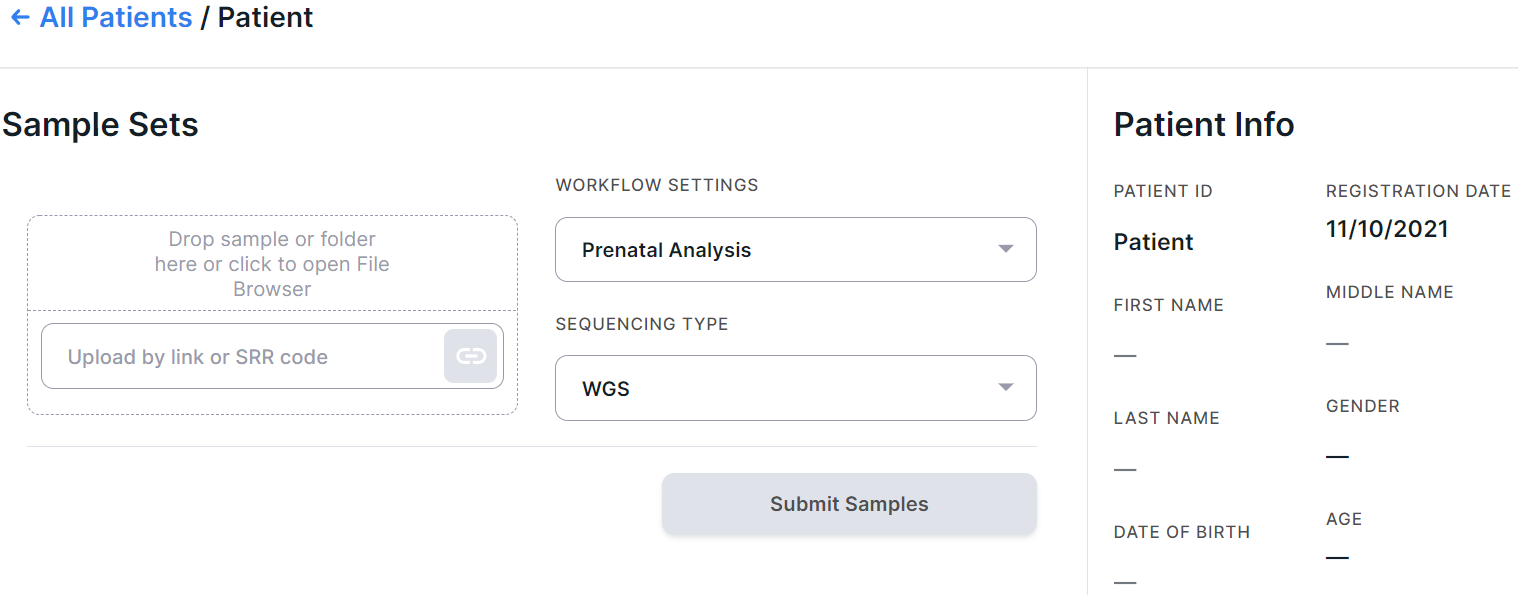 ← All Patients / Patient
Sample Sets
Drop sample or folder
here or click to open File
Browser
Upload by link or SRR code
WORKFLOW SETTINGS
Prenatal Analysis
SEQUENCING TYPE
WGS
Submit Samples
Patient Info
PATIENT ID
Patient
REGISTRATION DATE
11/10/2021
FIRST NAME
—
MIDDLE NAME
—
LAST NAME
—
GENDER
—
DATE OF BIRTH
—
AGE
—